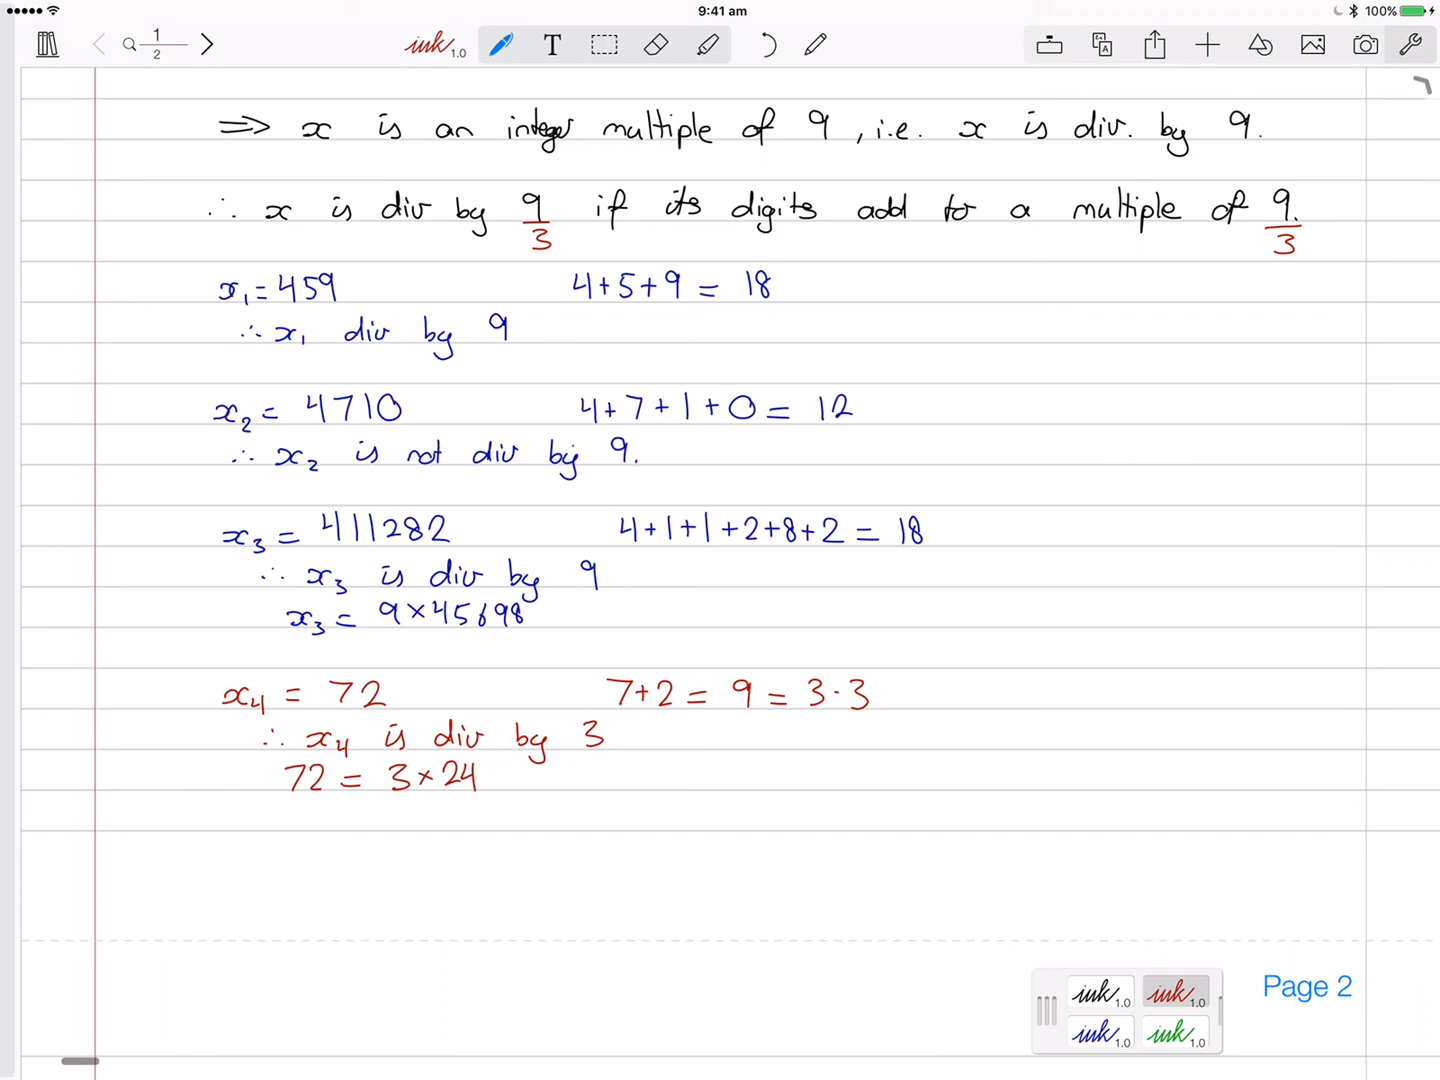 9:41 am
100%
1
2
ink 1.0
T
⇒ x is an integer multiple of 9, i.e. x is div. by 9.
∴ x is div by 9 if its digits add to a multiple of 9.
3 3
x₁ = 459 4+5+9 = 18
∴ x₁ div by 9
x₂ = 4710 4+7+1+0 = 12
∴ x₂ is not div by 9.
x₃ = 411282 4+1+1+2+8+2 = 18
∴ x₃ is div by 9
x₃ = 9×45698
x₄ = 72 7+2 = 9 = 3·3
∴ x₄ is div by 3
72 = 3×24
Page 2
ink 1.0 ink 1.0
ink 1.0 ink 1.0